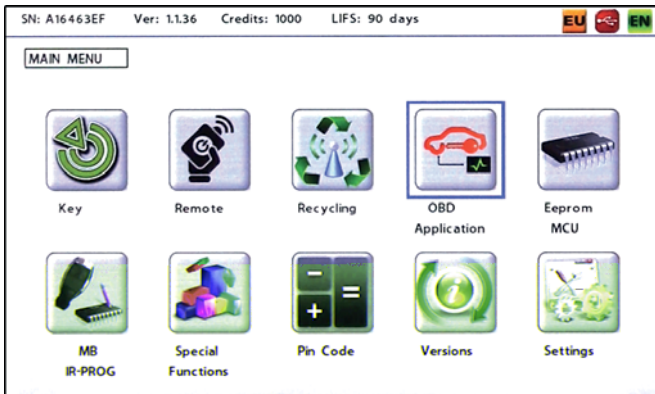 SN: A16463EF Ver: 1.1.36 Credits: 1000 LIFS: 90 days EU EN
MAIN MENU
Key Remote Recycling OBD Eeprom
Application MCU
MB Special Pin Code Versions Settings
IR-PROG Functions